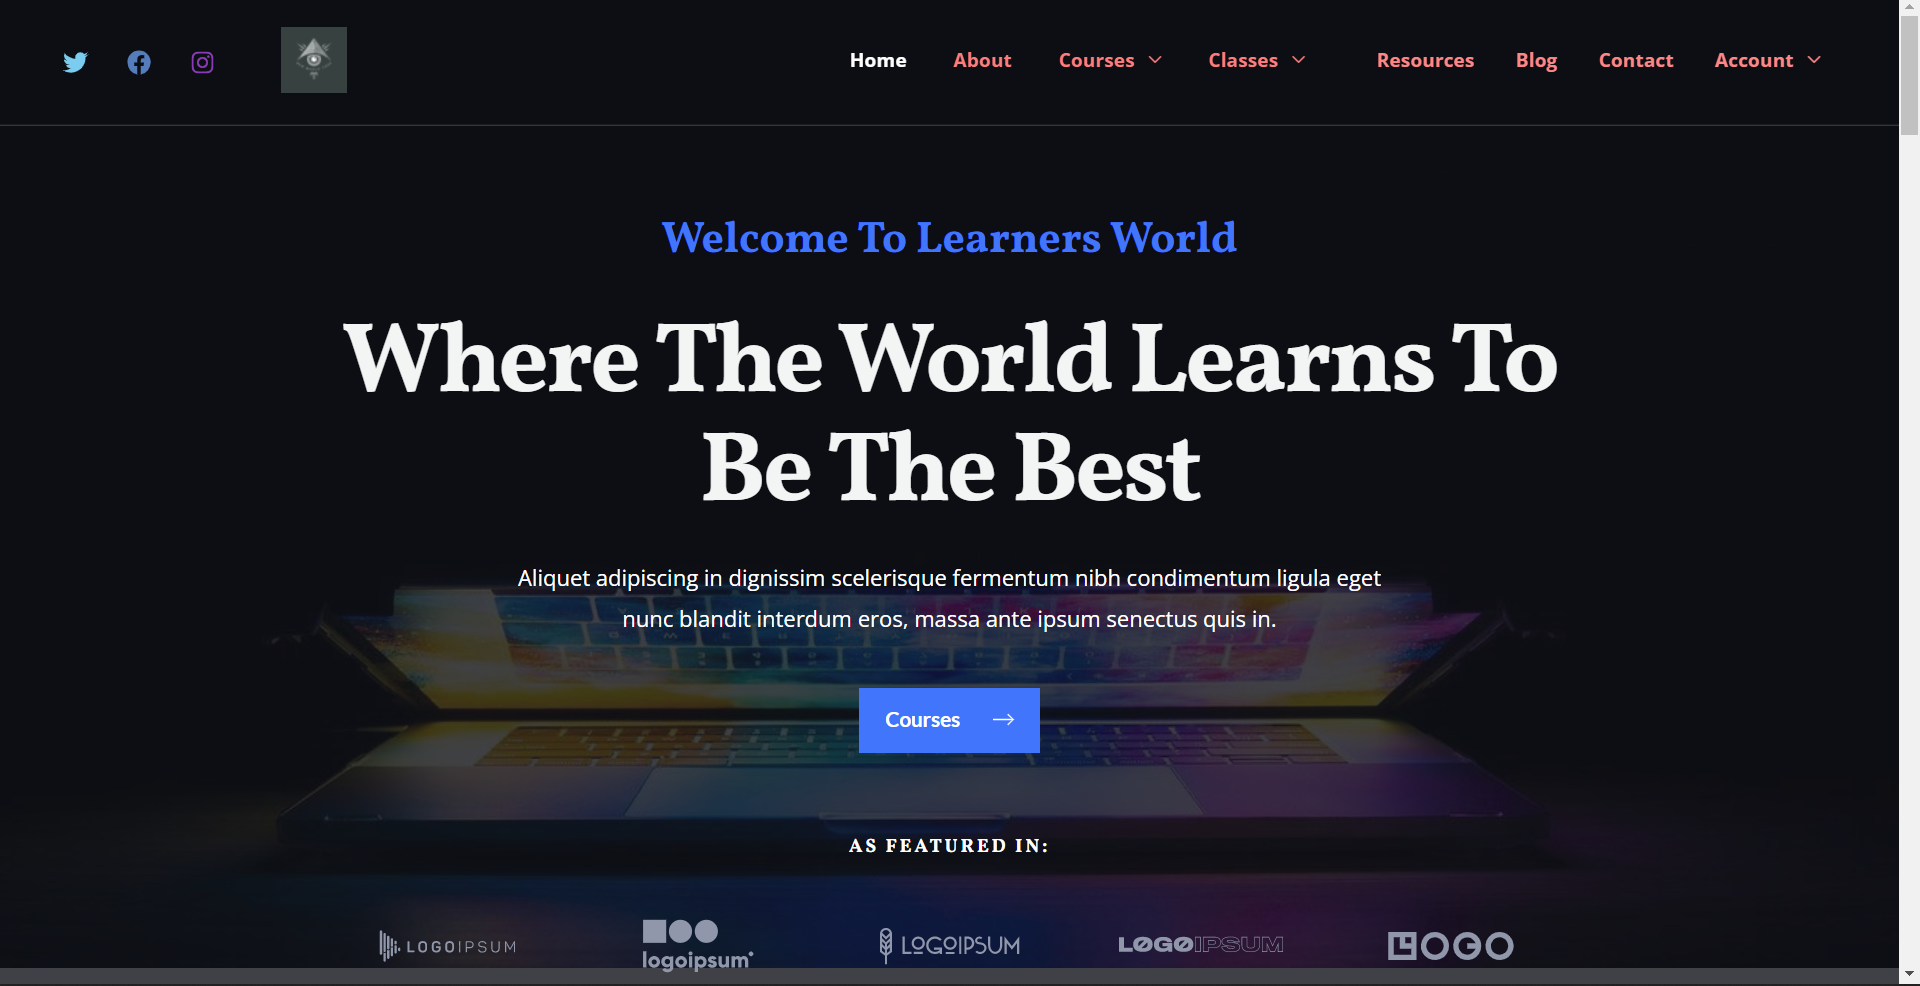 Home About Courses Classes Resources Blog Contact Account
Welcome To Learners World
Where The World Learns To
Be The Best
Aliquet adipiscing in dignissim scelerisque fermentum nibh condimentum ligula eget
nunc blandit interdum eros, massa ante ipsum senectus quis in.
Courses
AS FEATURED IN:
LOGOIPSUM
logoipsum
LOGOIPSUM
LOGOIPSUM
LOGO